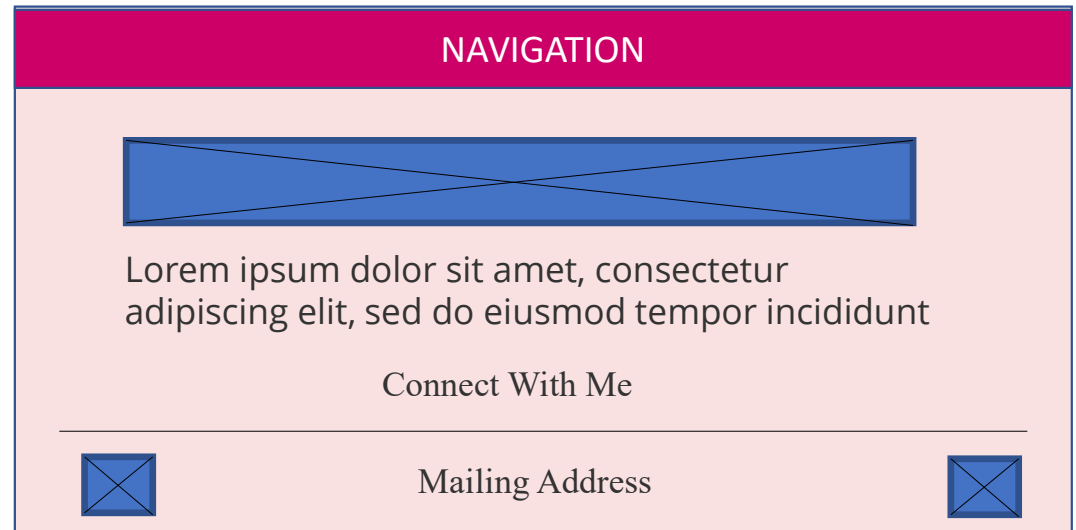 NAVIGATION
Lorem ipsum dolor sit amet, consectetur
adipiscing elit, sed do eiusmod tempor incididunt
Connect With Me
Mailing Address